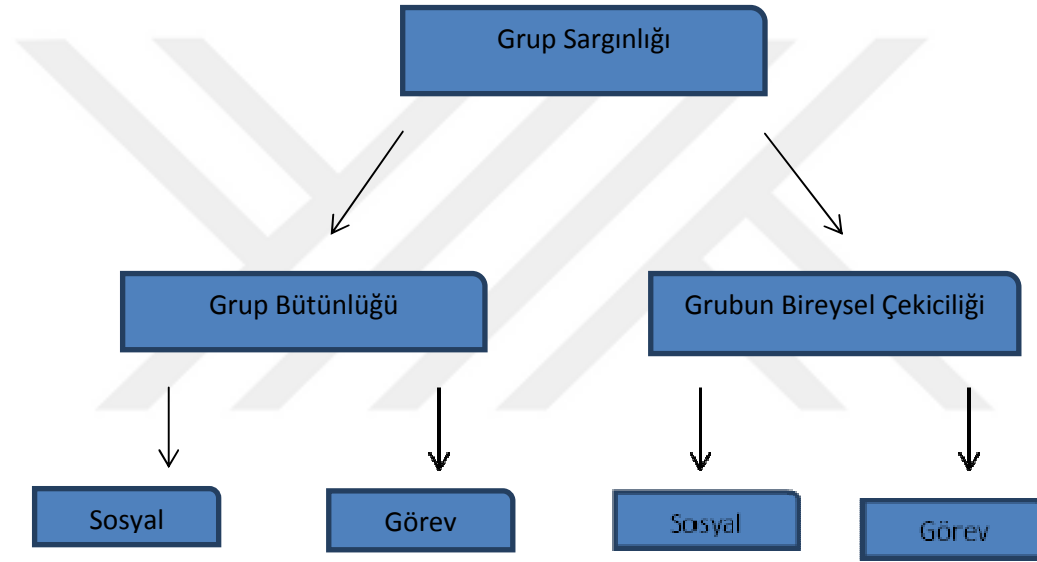 Grup Sargınlığı
Grup Bütünlüğü
Grubun Bireysel Çekiciliği
Sosyal
Görev
Sosyal
Görev